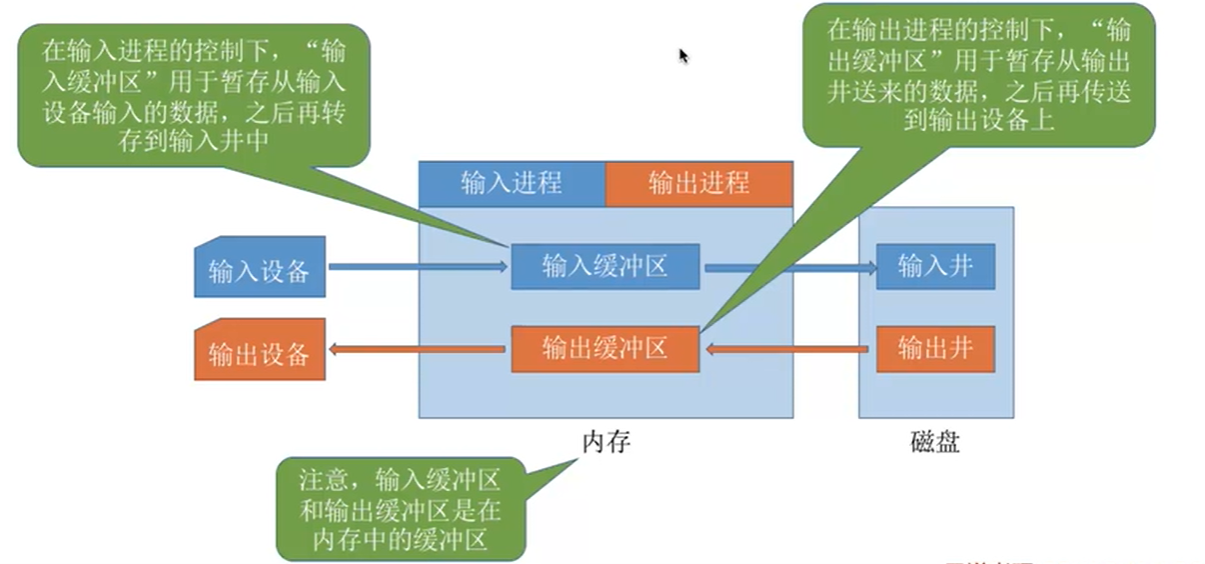 在输入进程的控制下，“输
入缓冲区”用于暂存从输入
设备输入的数据，之后再转
存到输入井中
在输出进程的控制下，“输
出缓冲区”用于暂存从输出
井送来的数据，之后再传送
到输出设备上
输入进程
输出进程
输入设备
输入缓冲区
输入井
输出设备
输出缓冲区
输出井
内存
磁盘
注意，输入缓冲区
和输出缓冲区是在
内存中的缓冲区